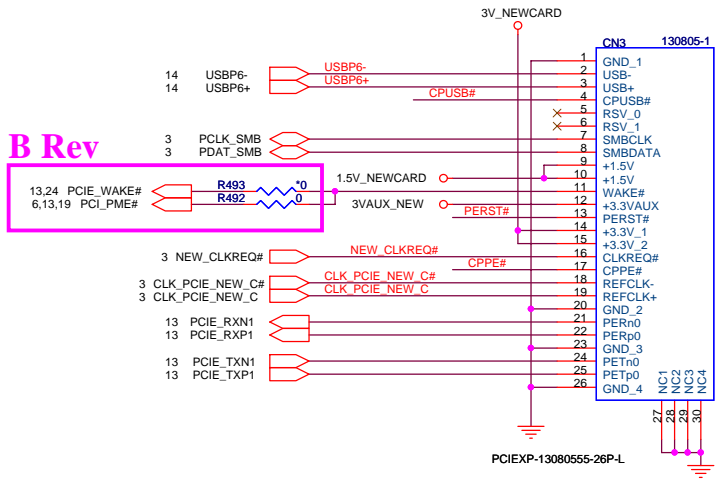 3V_NEWCARD
CN3 130805-1
1 GND_1
14 USBP6- USBP6- 2 USB-
14 USBP6+ USBP6+ 3 USB+
CPUSB# 4 CPUSB#
5 RSV_0
6 RSV_1
3 PCLK_SMB 7 SMBCLK
3 PDAT_SMB 8 SMBDATA
B Rev
9 +1.5V
1.5V_NEWCARD 10 +1.5V
13,24 PCIE_WAKE# R493 *0 11 WAKE#
6,13,19 PCI_PME# R492 0 3VAUX_NEW 12 +3.3VAUX
PERST# 13 PERST#
14 +3.3V_1
15 +3.3V_2
3 NEW_CLKREQ# NEW_CLKREQ# 16 CLKREQ#
CPPE# 17 CPPE#
3 CLK_PCIE_NEW_C# CLK_PCIE_NEW_C# 18 REFCLK-
3 CLK_PCIE_NEW_C CLK_PCIE_NEW_C 19 REFCLK+
20 GND_2
13 PCIE_RXN1 21 PERn0
13 PCIE_RXP1 22 PERp0
23 GND_3
13 PCIE_TXN1 24 PETn0
13 PCIE_TXP1 25 PETp0
26 GND_4
NC1 NC2 NC3 NC4
27 28 29 30
PCIEXP-13080555-26P-L